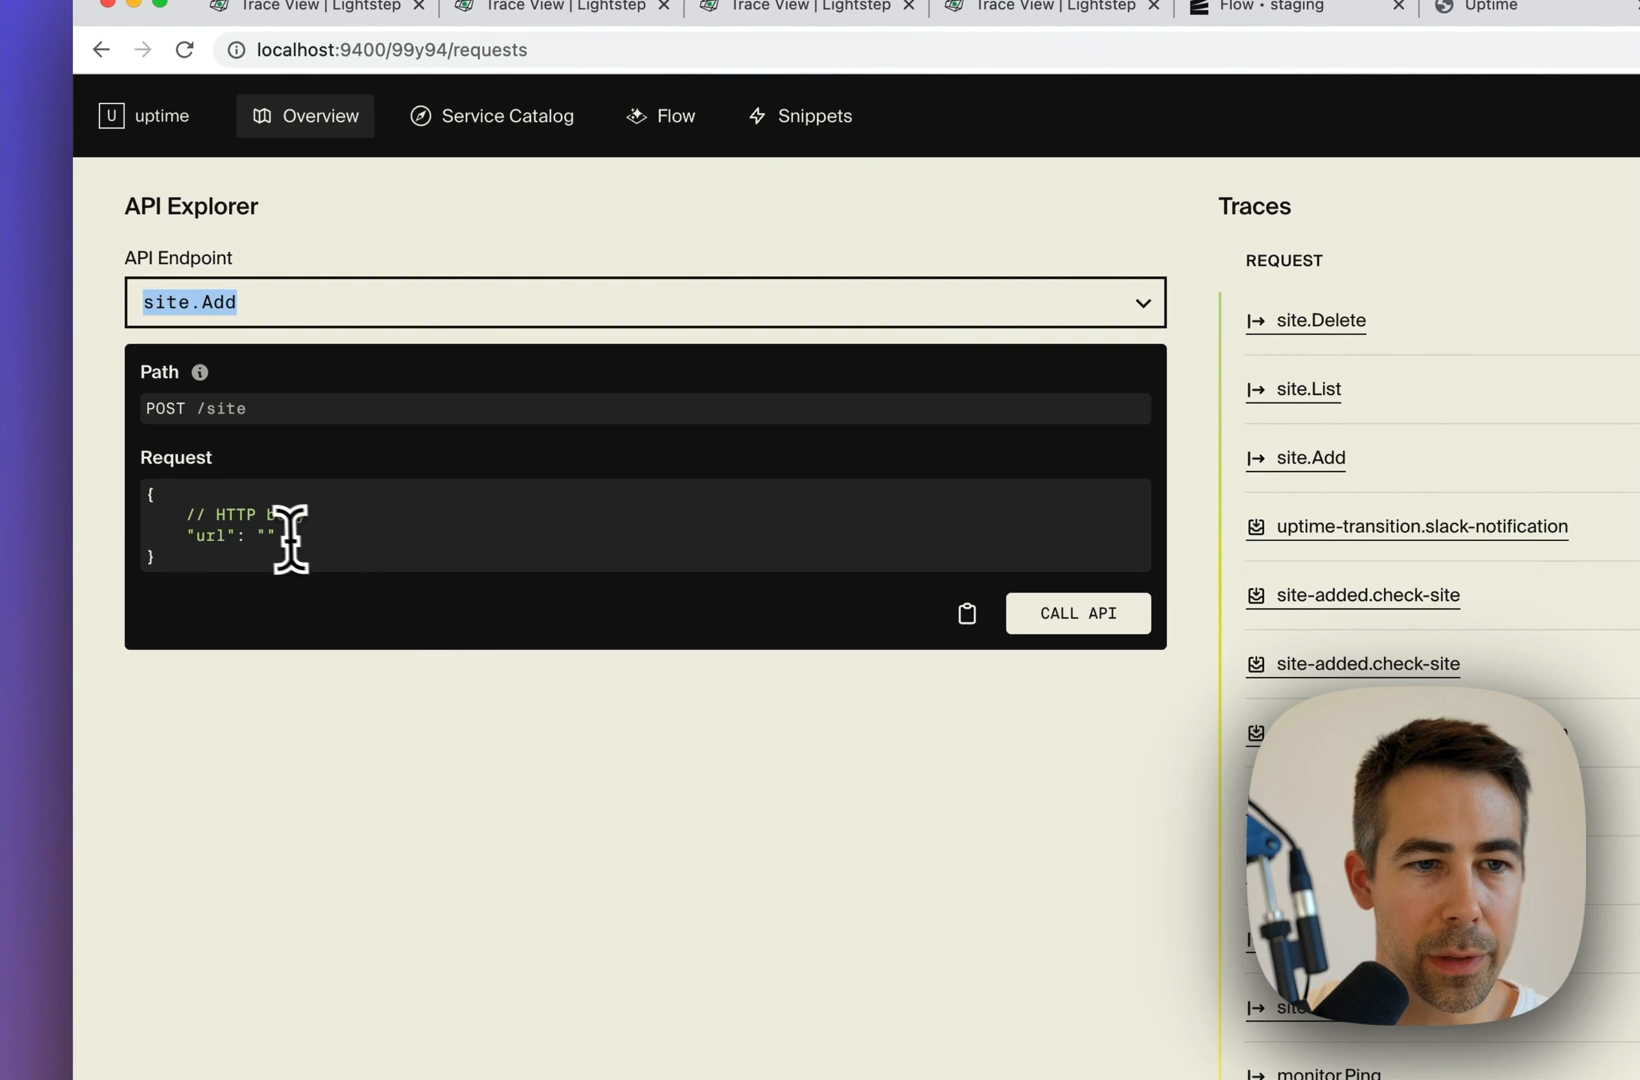 Trace View | Lightstep
Trace View | Lightstep
Trace View | Lightstep
Trace View | Lightstep
Flow • staging
Uptime
localhost:9400/99y94/requests
U uptime
Overview
Service Catalog
Flow
Snippets
API Explorer
API Endpoint
site.Add
Path
POST /site
Request
{
// HTTP
"url": ""
}
CALL API
Traces
REQUEST
site.Delete
site.List
site.Add
uptime-transition.slack-notification
site-added.check-site
site-added.check-site
monitor.Ping